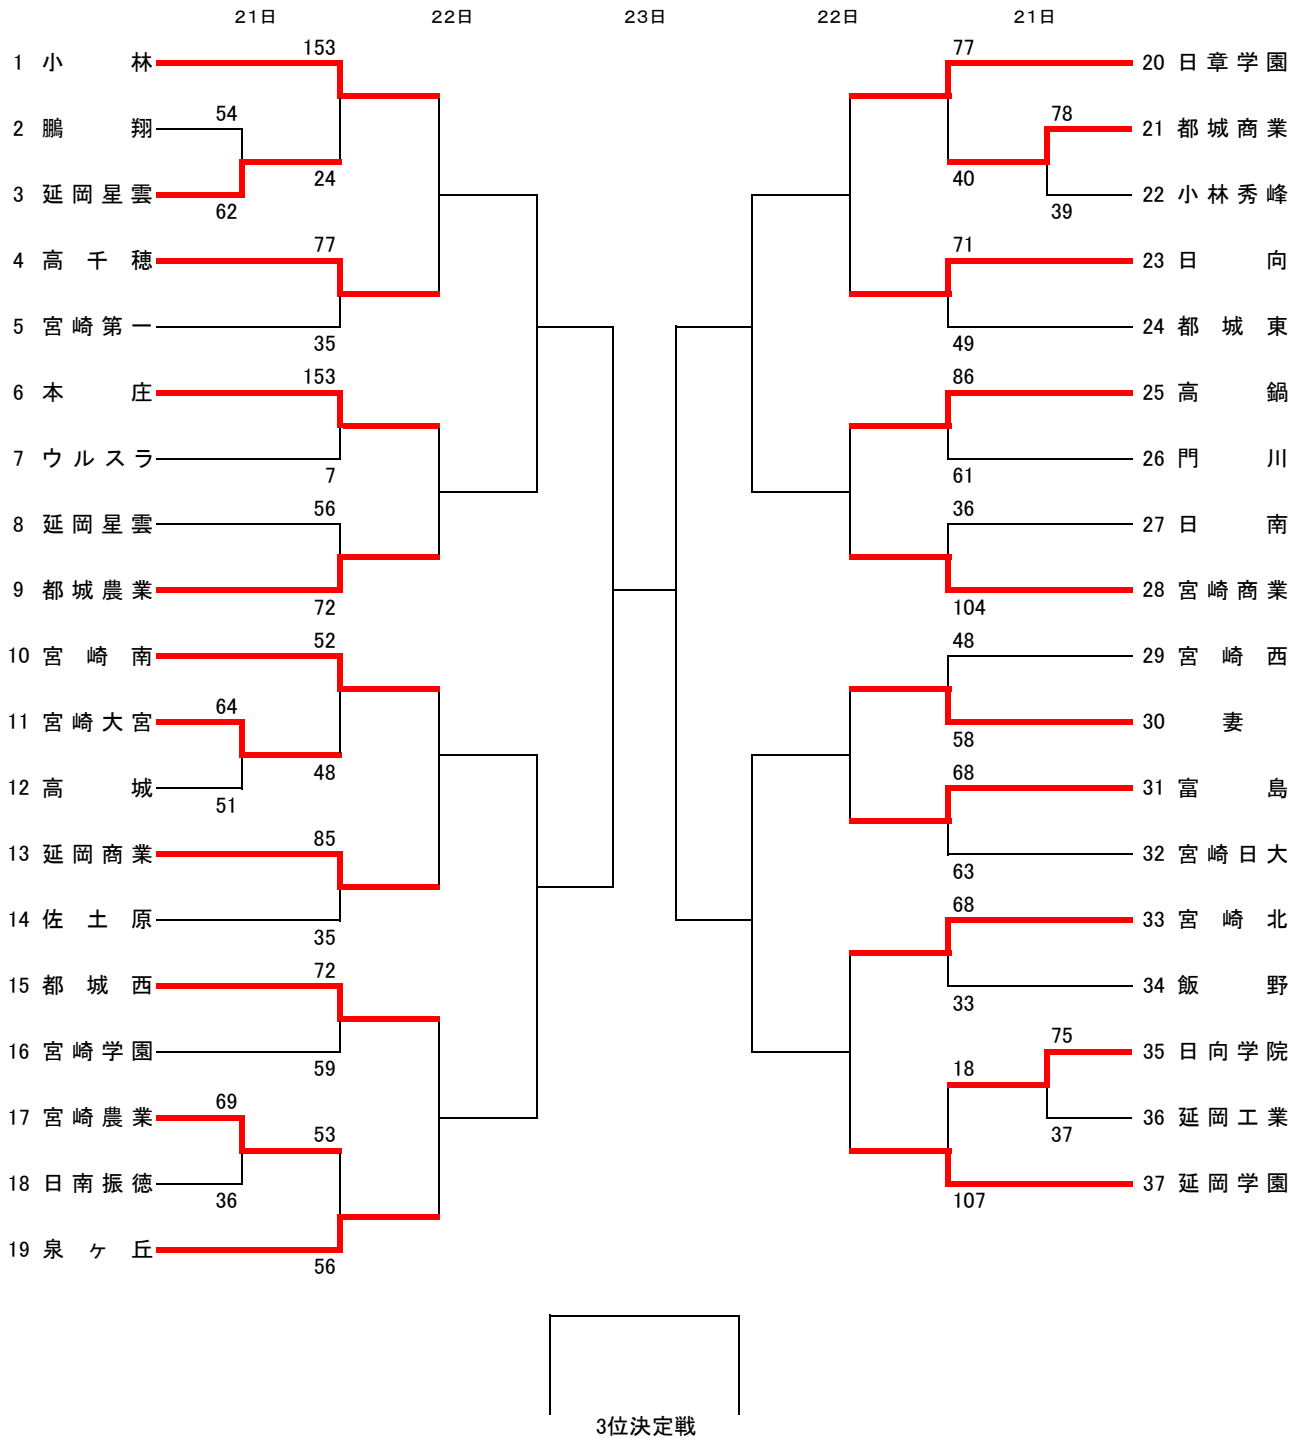 21日 22日 23日 22日 21日
153
77
1 小林
20 日章学園
54
78
2 鵬翔
21 都城商業
24
40
3 延岡星雲
22 小林秀峰
62
39
77
71
4 高千穂
23 日向
5 宮崎第一
24 都城東
35
49
153
86
6 本庄
25 高鍋
7 ウルスラ
26 門川
7
61
56
36
8 延岡星雲
27 日南
9 都城農業
28 宮崎商業
72
104
52
48
10 宮崎南
29 宮崎西
64
11 宮崎大宮
30 妻
58
48
68
12 高城
31 富島
51
85
13 延岡商業
32 宮崎日大
63
68
14 佐土原
33 宮崎北
35
72
15 都城西
34 飯野
33
75
16 宮崎学園
35 日向学院
59
18
69
17 宮崎農業
36 延岡工業
53
37
18 日南振徳
37 延岡学園
36
107
19 泉ヶ丘
56
3位決定戦